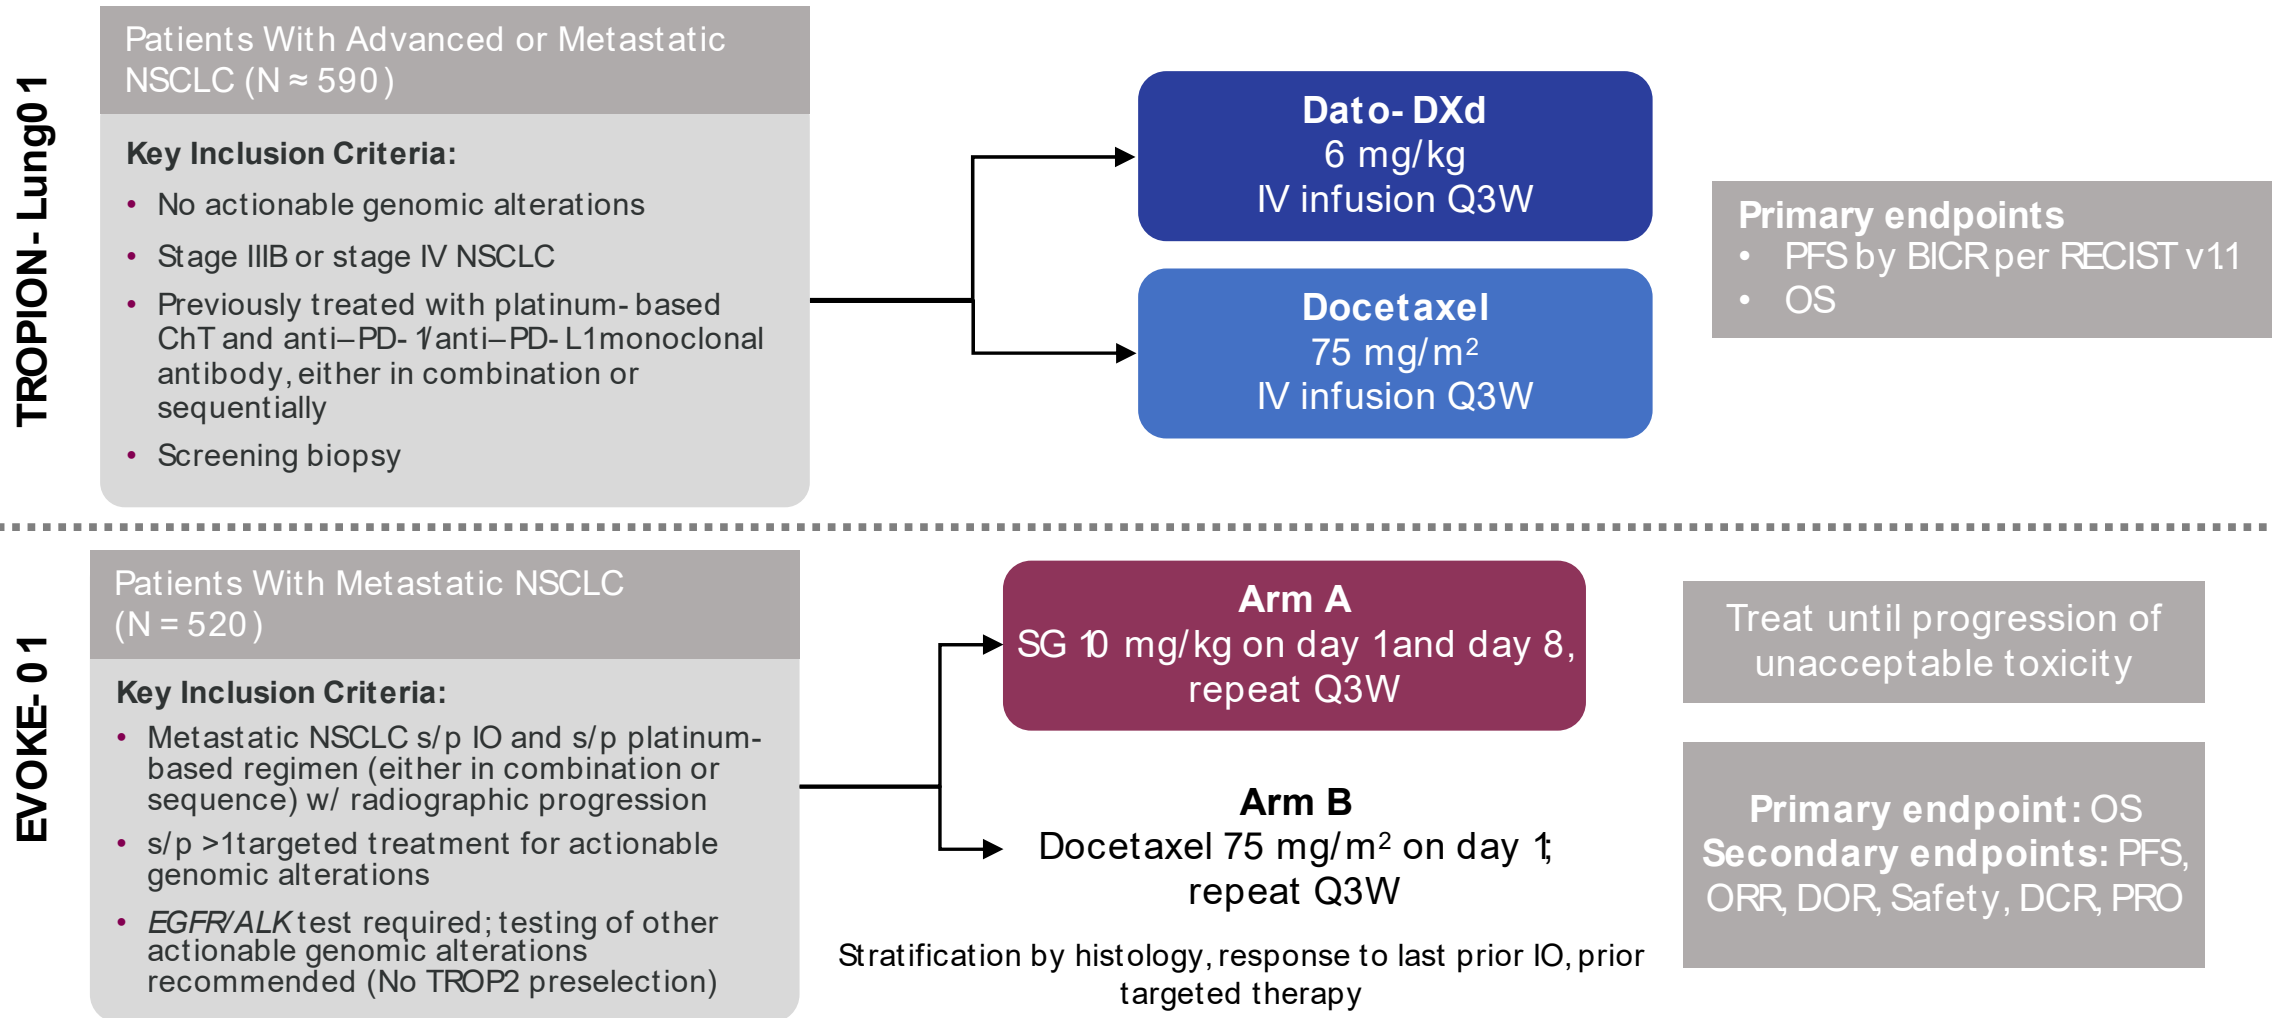 TROPION-Lung01
Patients With Advanced or Metastatic
NSCLC (N ≈ 590)
Key Inclusion Criteria:
• No actionable genomic alterations
• Stage IIIB or stage IV NSCLC
• Previously treated with platinum-based
ChT and anti–PD-1/anti–PD-L1 monoclonal
antibody, either in combination or
sequentially
• Screening biopsy
Dato-DXd
6 mg/kg
IV infusion Q3W
Docetaxel
75 mg/m²
IV infusion Q3W
Primary endpoints
• PFS by BICR per RECIST v1.1
• OS
EVOKE-01
Patients With Metastatic NSCLC
(N = 520)
Key Inclusion Criteria:
• Metastatic NSCLC s/p IO and s/p platinum-
based regimen (either in combination or
sequence) w/ radiographic progression
• s/p >1 targeted treatment for actionable
genomic alterations
• EGFR/ALK test required; testing of other
actionable genomic alterations
recommended (No TROP2 preselection)
Arm A
SG 10 mg/kg on day 1 and day 8,
repeat Q3W
Arm B
Docetaxel 75 mg/m² on day 1;
repeat Q3W
Stratification by histology, response to last prior IO, prior
targeted therapy
Treat until progression of
unacceptable toxicity
Primary endpoint: OS
Secondary endpoints: PFS,
ORR, DOR, Safety, DCR, PRO